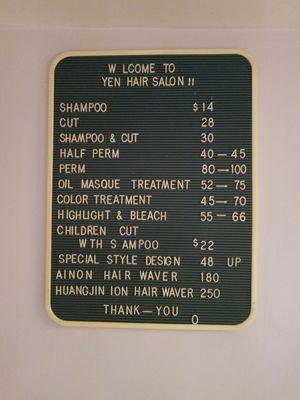 W LCOME TO
YEN HAIR SALON !!
SHAMPOO $14
CUT 28
SHAMPOO & CUT 30
HALF PERM 40 — 45
PERM 80 — 100
OIL MASQUE TREATMENT 52 — 75
COLOR TREATMENT 45 — 70
HIGHLIGHT & BLEACH 55 — 66
CHILDREN CUT
WTH S AMPOO $22
SPECIAL STYLE DESIGN 48 UP
AINON HAIR WAVER 180
HUANGJIN ION HAIR WAVER 250
THANK — YOU
O